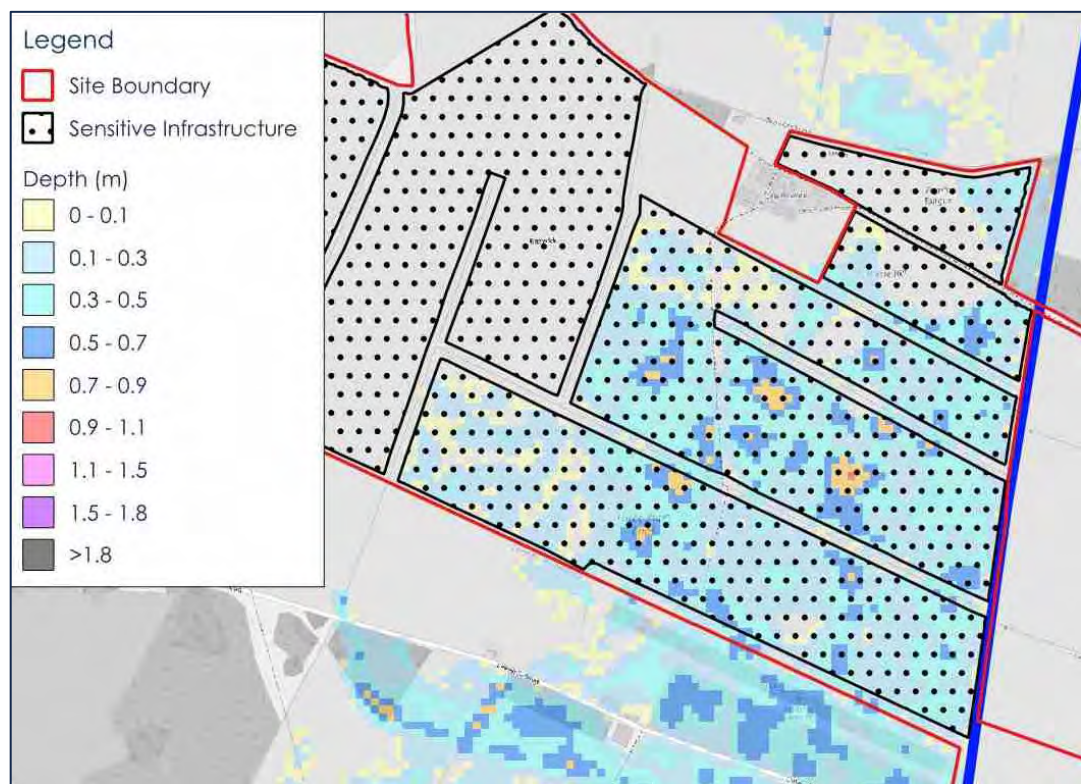 Legend
Site Boundary
Sensitive Infrastructure
Depth (m)
0 - 0.1
0.1 - 0.3
0.3 - 0.5
0.5 - 0.7
0.7 - 0.9
0.9 - 1.1
1.1 - 1.5
1.5 - 1.8
>1.8